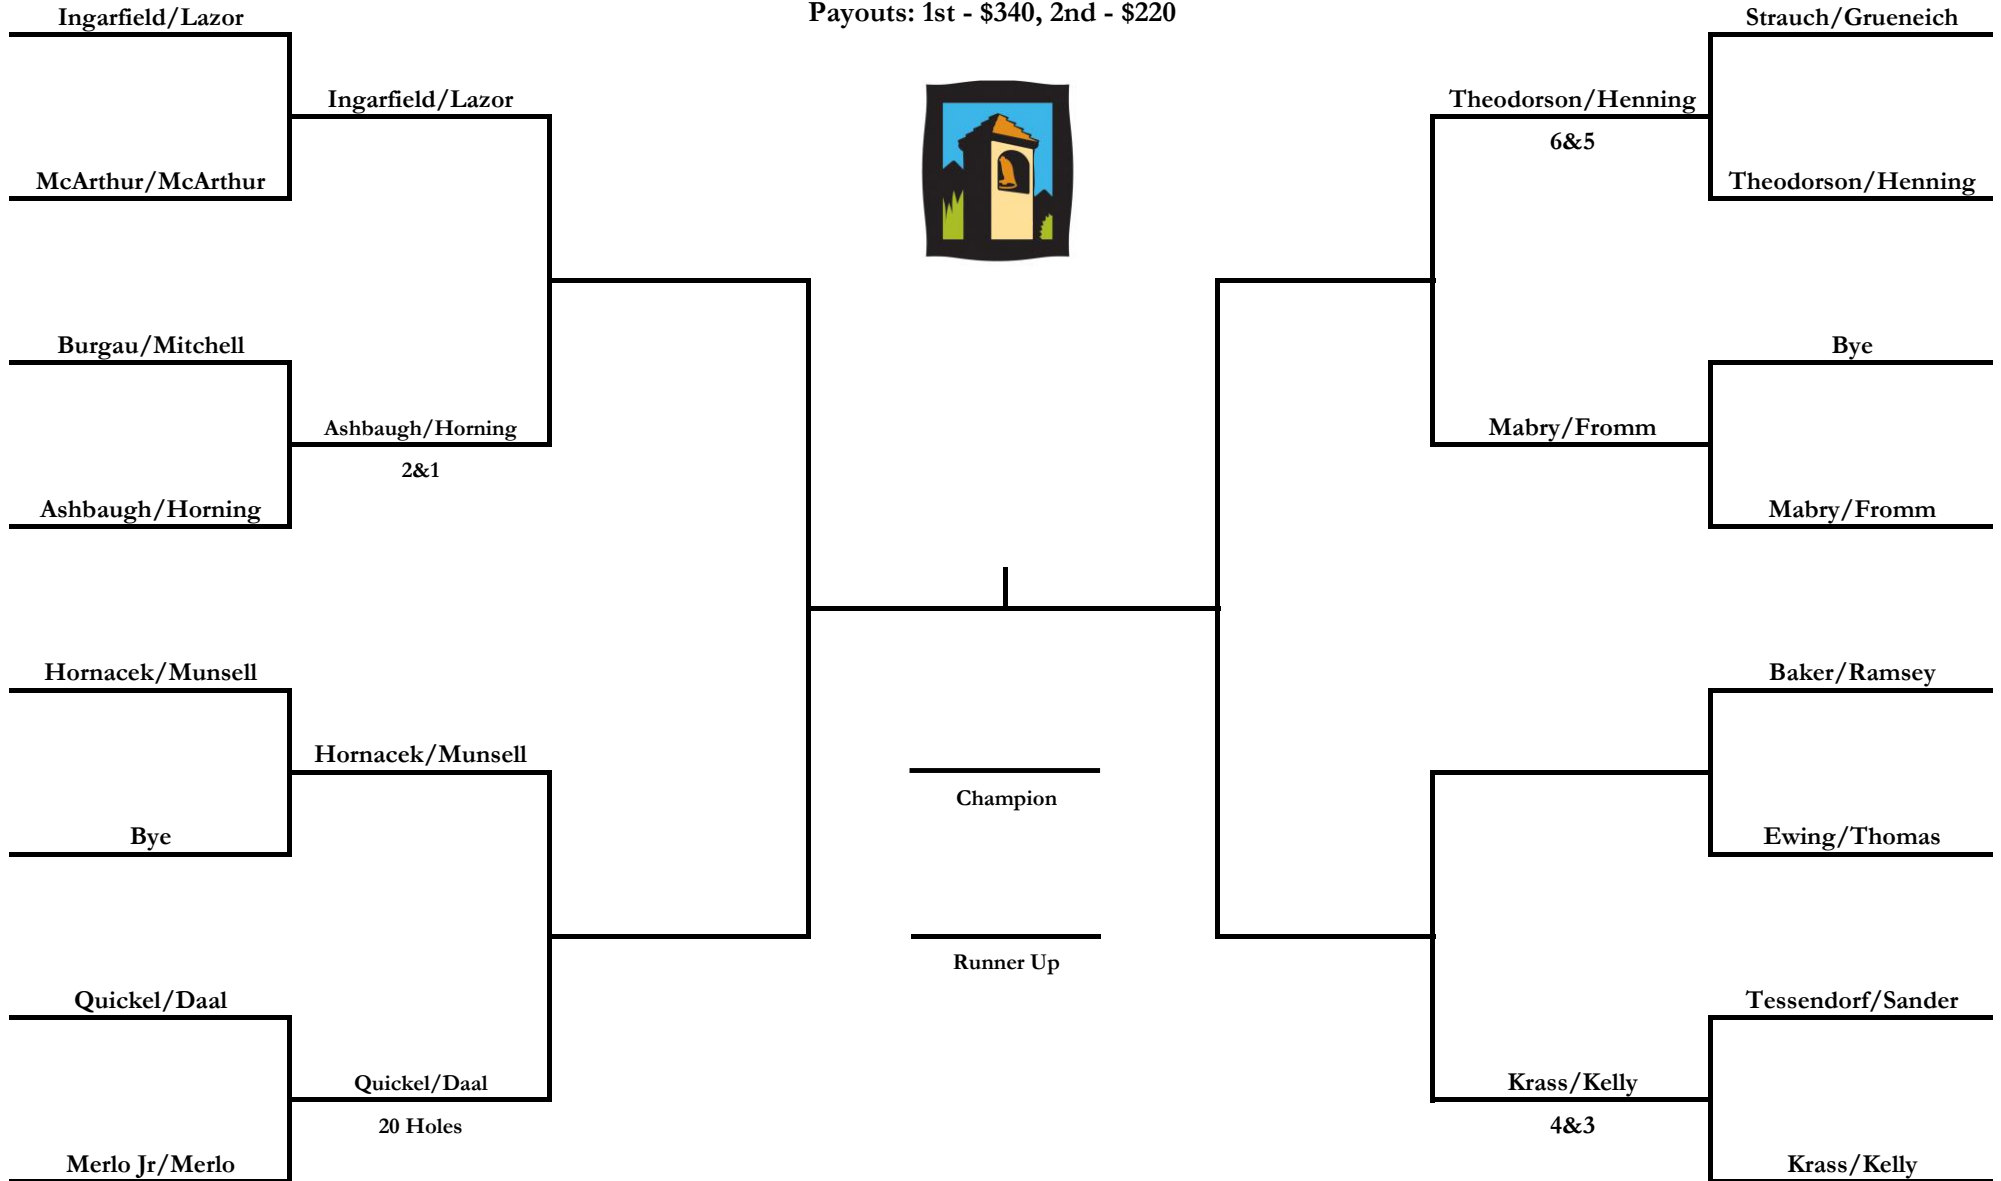 Payouts: 1st - $340, 2nd - $220
Ingarfield/Lazor
Ingarfield/Lazor
McArthur/McArthur
Burgau/Mitchell
Ashbaugh/Horning
2&1
Ashbaugh/Horning
Hornacek/Munsell
Hornacek/Munsell
Bye
Quickel/Daal
Quickel/Daal
20 Holes
Merlo Jr/Merlo
Champion
Runner Up
Strauch/Grueneich
Theodorson/Henning
6&5
Theodorson/Henning
Bye
Mabry/Fromm
Mabry/Fromm
Baker/Ramsey
Ewing/Thomas
Tessendorf/Sander
Krass/Kelly
4&3
Krass/Kelly